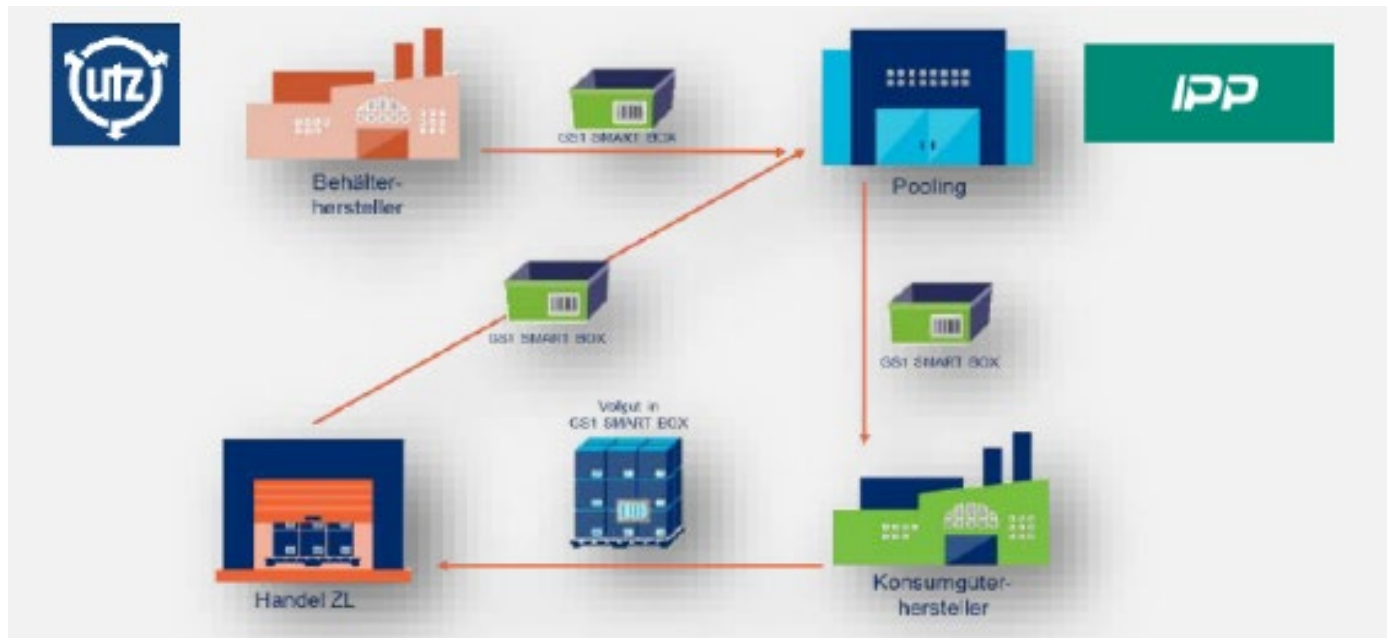 utz
IPP
GS1 SMART BOX
Behälter-
hersteller
Pooling
GS1 SMART BOX
GS1 SMART BOX
Vollgut in
GS1 SMART BOX
Handel ZL
Konsumgüter-
hersteller